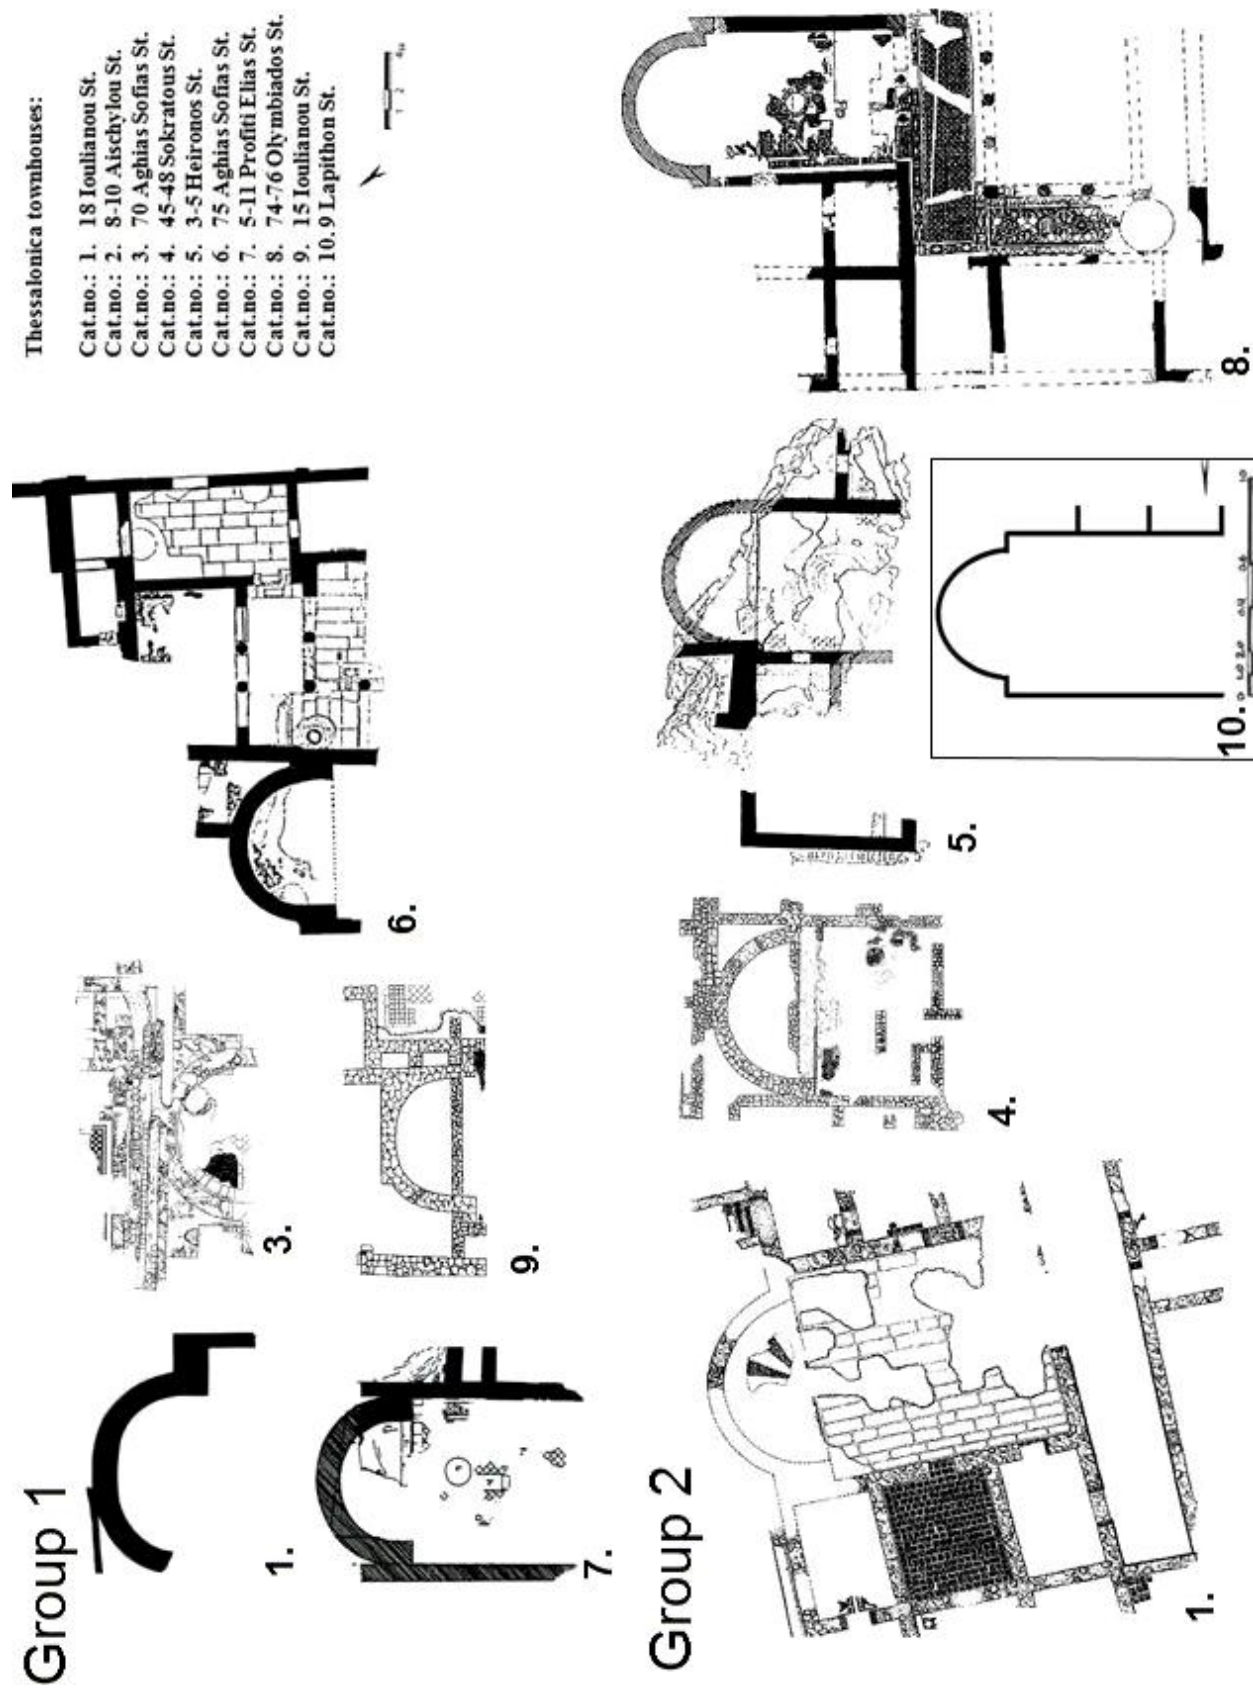 Group 1
1.
3.
6.
7.
9.
Thessalonica townhouses:
Cat.no.: 1. 18 Ioulianou St.
Cat.no.: 2. 8-10 Aischylou St.
Cat.no.: 3. 70 Aghias Sofias St.
Cat.no.: 4. 45-48 Sokratous St.
Cat.no.: 5. 3-5 Heironos St.
Cat.no.: 6. 75 Aghias Sofias St.
Cat.no.: 7. 5-11 Profiti Elias St.
Cat.no.: 8. 74-76 Olymbiados St.
Cat.no.: 9. 15 Ioulianou St.
Cat.no.: 10. 9 Lapithon St.
1 2
Group 2
1.
4.
5.
10.
8.